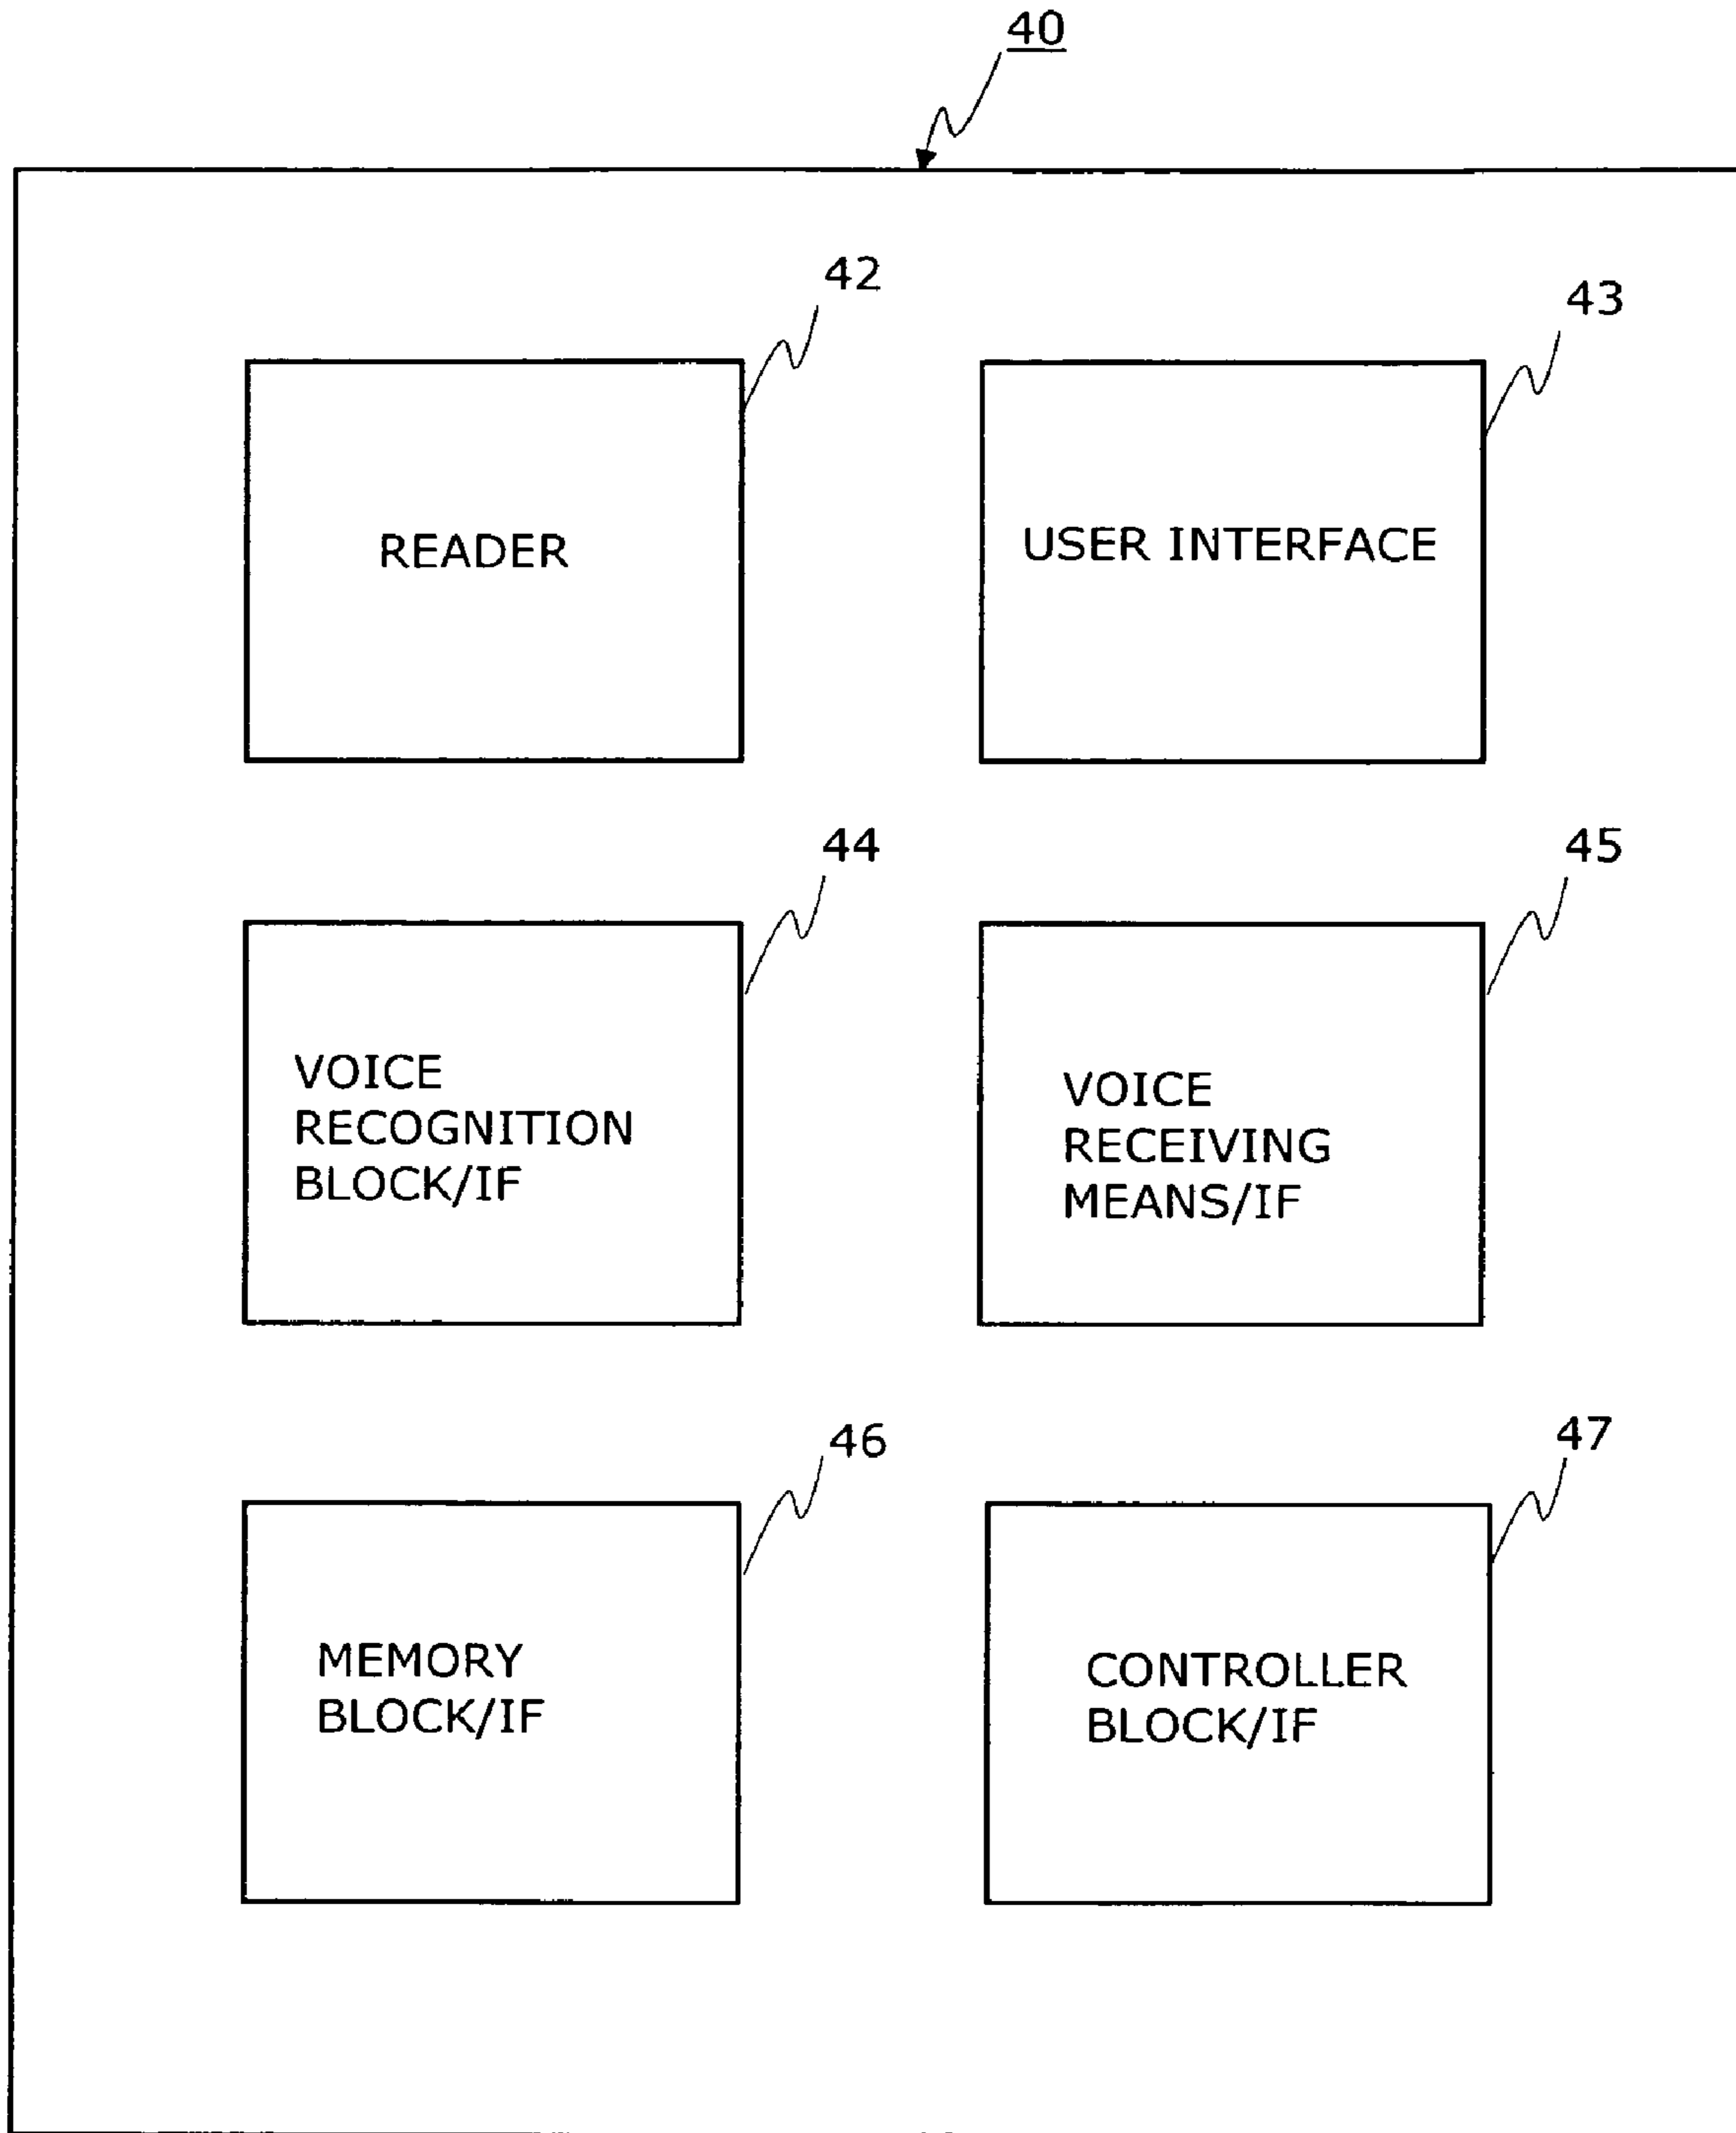 40
42
43
READER
USER INTERFACE
44
45
VOICE
RECOGNITION
BLOCK/IF
VOICE
RECEIVING
MEANS/IF
46
47
MEMORY
BLOCK/IF
CONTROLLER
BLOCK/IF